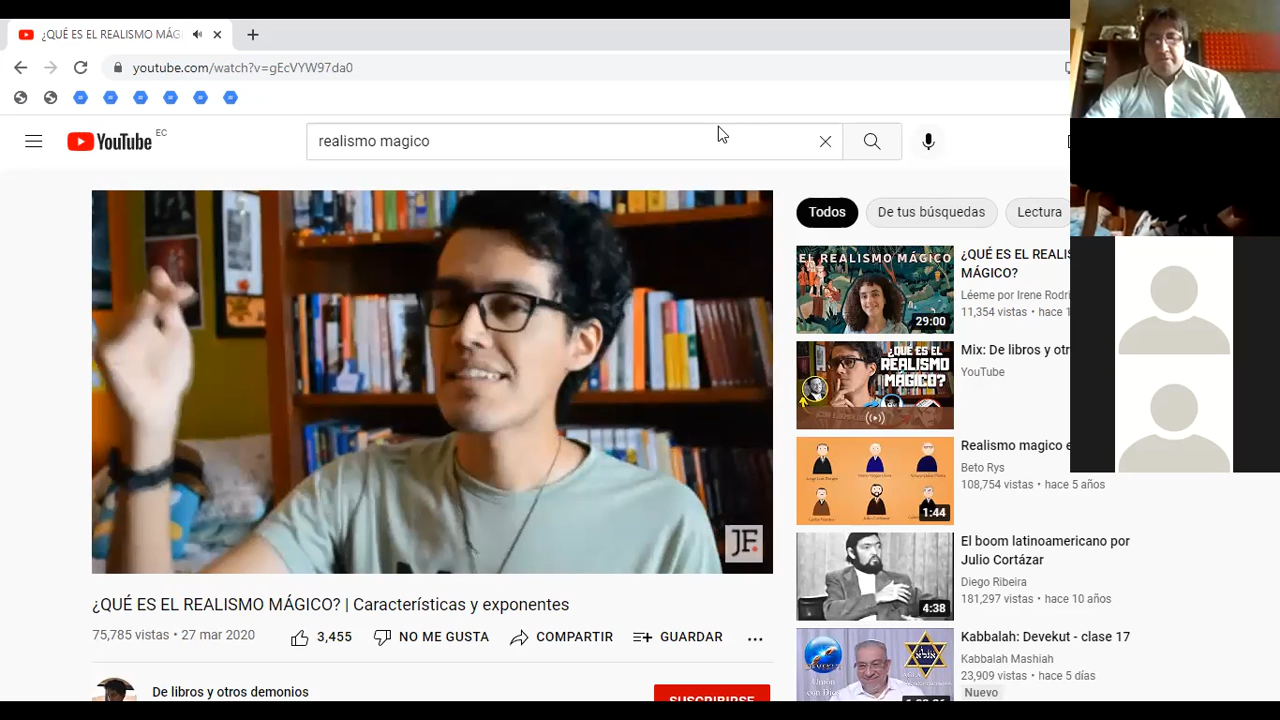 ¿QUÉ ES EL REALISMO MÁG
youtube.com/watch?v=gEcVYW97da0
YouTube EC
realismo magico
Todos
De tus búsquedas
Lectura
EL REALISMO MÁGICO
29:00
¿QUÉ ES EL REALIS
MÁGICO?
Léeme por Irene Rodrí
11,354 vistas • hace 1
¿QUÉ ES EL
REALISMO
MÁGICO?
Mix: De libros y otr
YouTube
1:44
Realismo magico e
Beto Rys
108,754 vistas • hace 5 años
4:38
El boom latinoamericano por
Julio Cortázar
Diego Ribeira
181,297 vistas • hace 10 años
Unión
con Dios
Kabbalah: Devekut - clase 17
Kabbalah Mashiah
23,909 vistas • hace 5 días
Nuevo
JF.
¿QUÉ ES EL REALISMO MÁGICO? | Características y exponentes
75,785 vistas • 27 mar 2020
3,455
NO ME GUSTA
COMPARTIR
GUARDAR
De libros y otros demonios
SUSCRIBIRSE